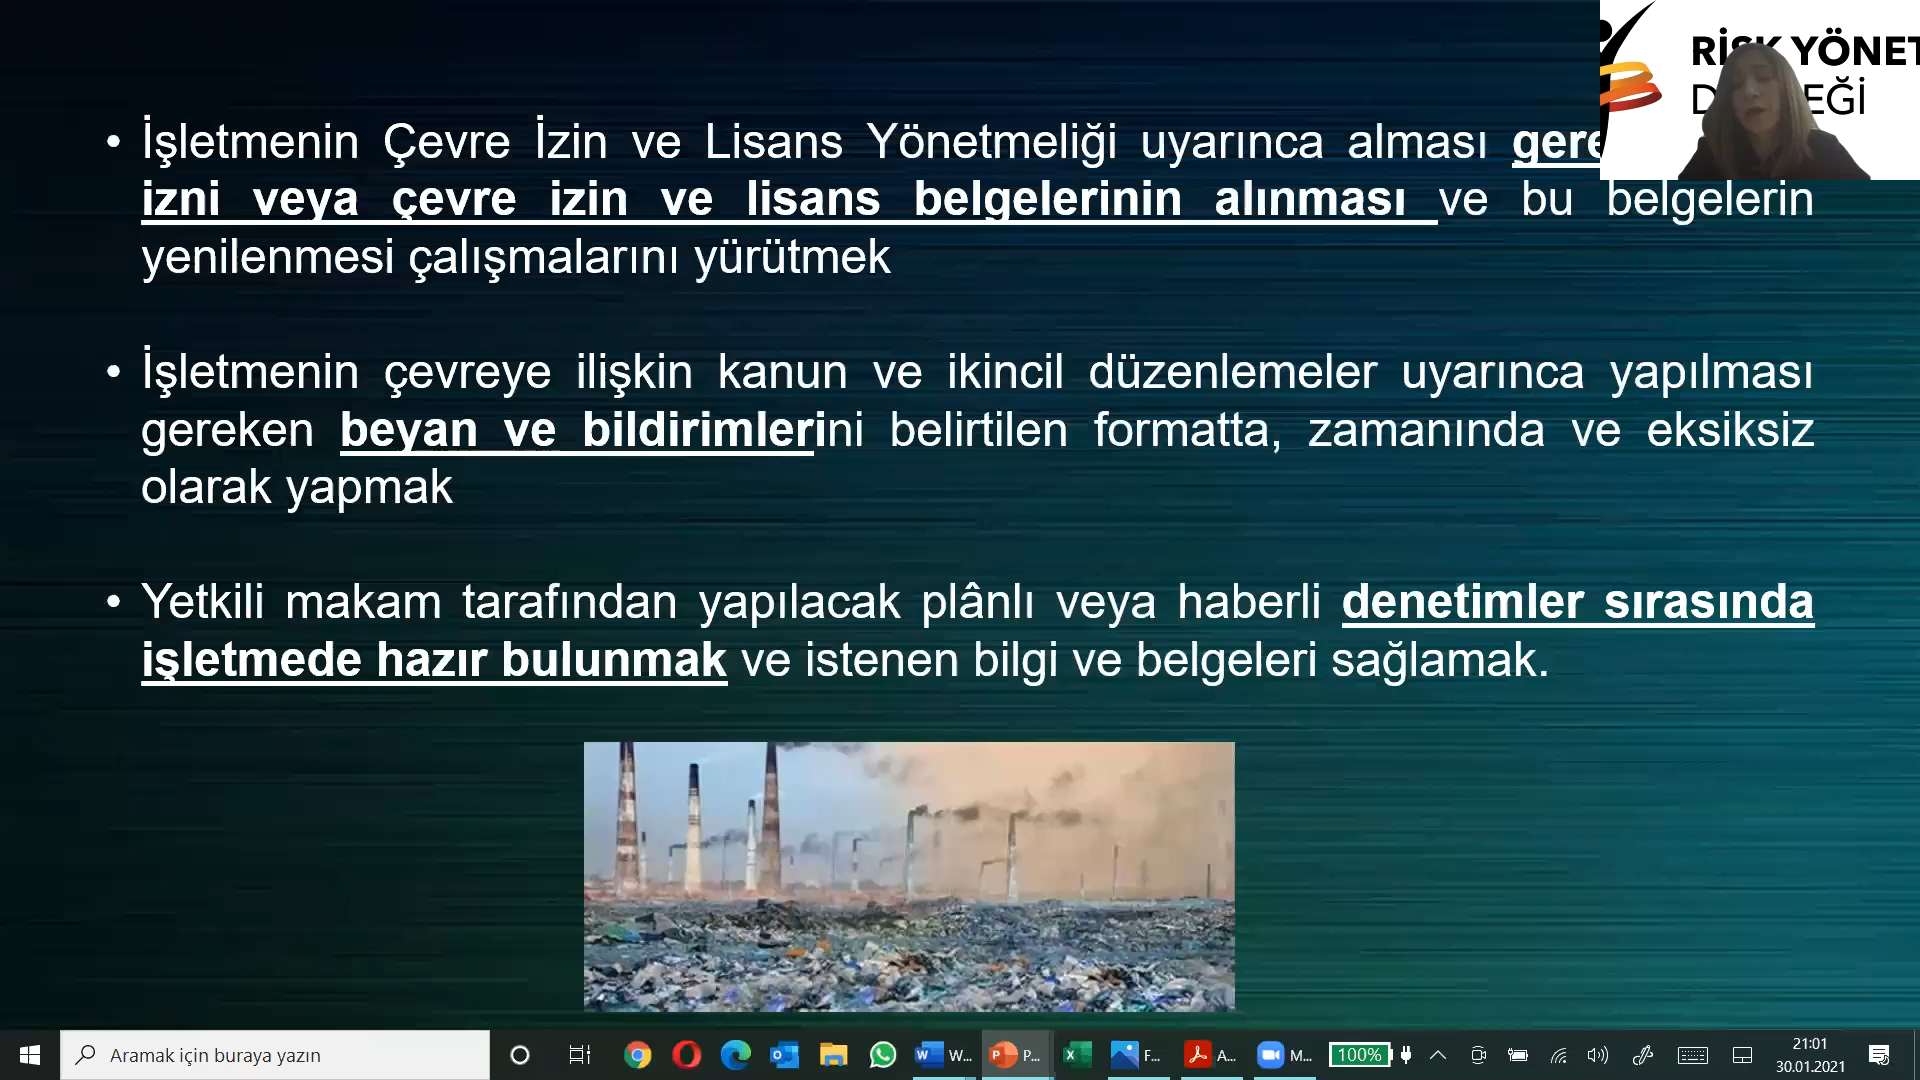 RİSK YÖNET
EĞİ
• İşletmenin Çevre İzin ve Lisans Yönetmeliği uyarınca alması
izni veya çevre izin ve lisans belgelerinin alınması ve bu belgelerin
yenilenmesi çalışmalarını yürütmek
• İşletmenin çevreye ilişkin kanun ve ikincil düzenlemeler uyarınca yapılması
gereken beyan ve bildirimlerini belirtilen formatta, zamanında ve eksiksiz
olarak yapmak
• Yetkili makam tarafından yapılacak plânlı veya haberli denetimler sırasında
işletmede hazır bulunmak ve istenen bilgi ve belgeleri sağlamak.
Aramak için buraya yazın
W... P... F... A... M... 100% 21:01
30.01.2021